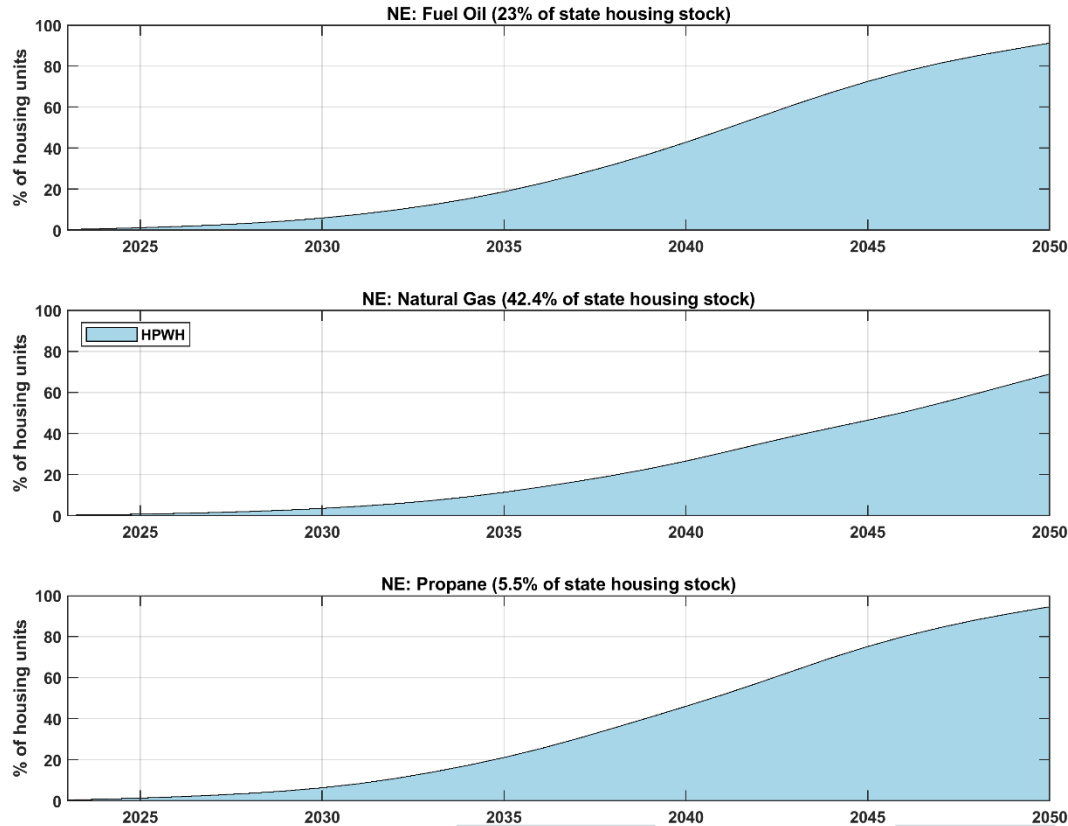 NE: Fuel Oil (23% of state housing stock)
% of housing units
100
80
60
40
20
0
2025 2030 2035 2040 2045 2050
NE: Natural Gas (42.4% of state housing stock)
% of housing units
100
80
60
40
20
0
HPWH
2025 2030 2035 2040 2045 2050
NE: Propane (5.5% of state housing stock)
% of housing units
100
80
60
40
20
0
2025 2030 2035 2040 2045 2050